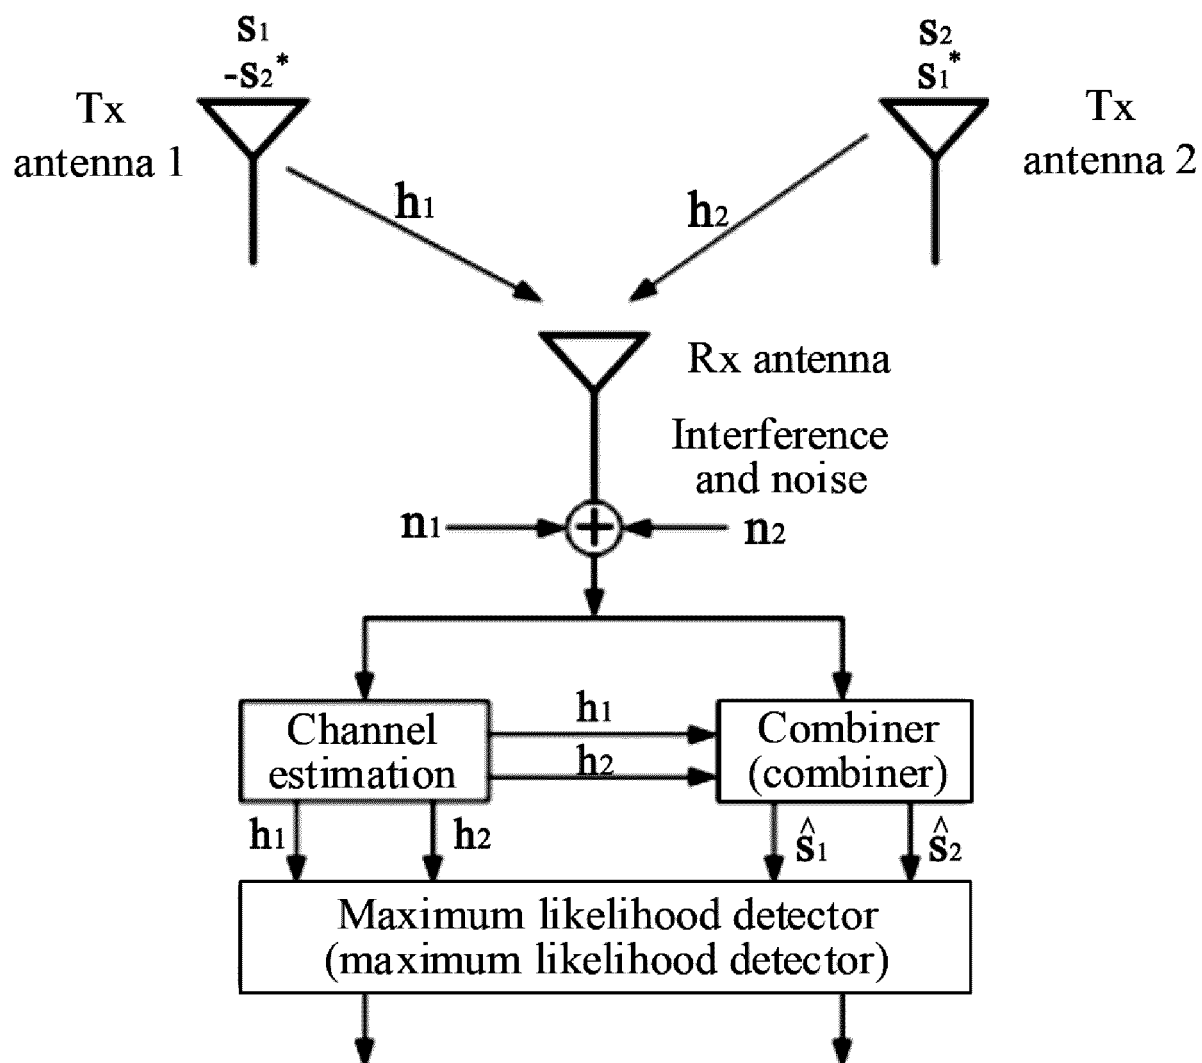 s1
-s2*
s2
s1*
Tx
antenna 1
Tx
antenna 2
h1
h2
Rx antenna
Interference
and noise
n1
n2
Channel
estimation
h1
h2
Combiner
(combiner)
h1
h2
ŝ1
ŝ2
Maximum likelihood detector
(maximum likelihood detector)